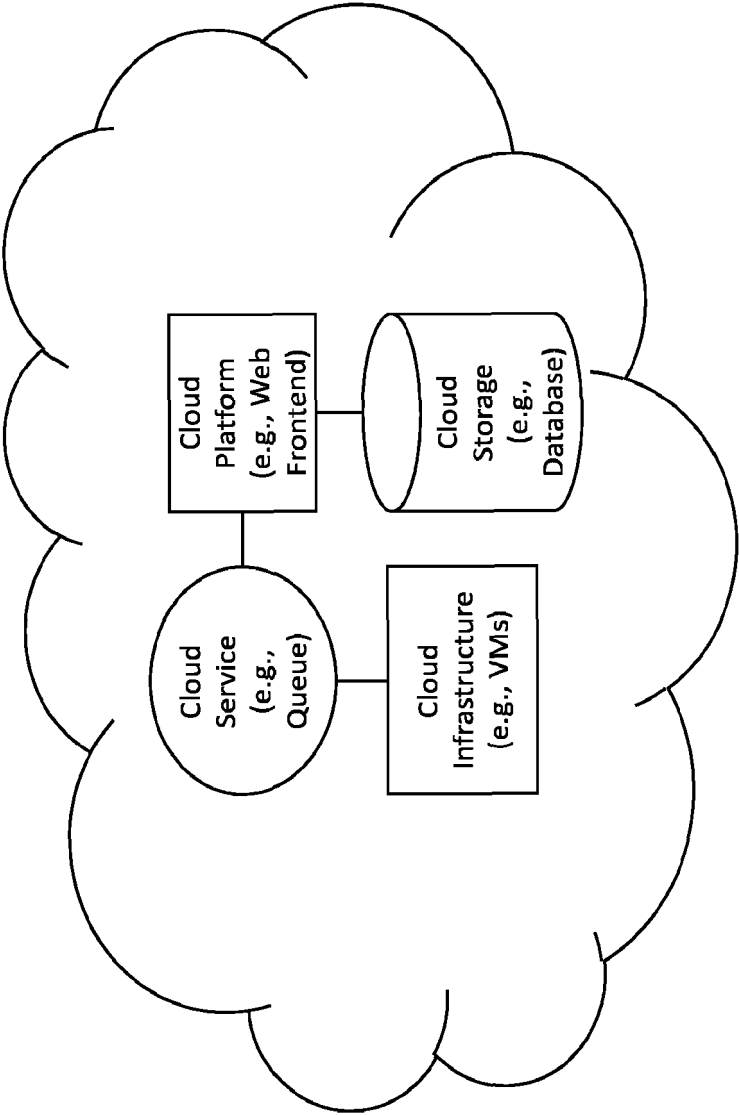 Cloud
Service
(e.g.,
Queue)
Cloud
Platform
(e.g., Web
Frontend)
Cloud
Infrastructure
(e.g., VMs)
Cloud
Storage
(e.g.,
Database)